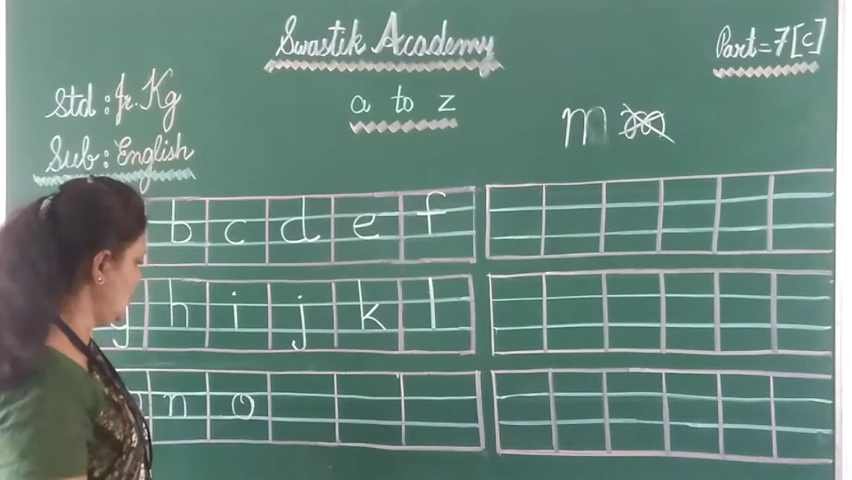 Swastik Academy
Part=7[c]
Std: Jr. Kg
a to z
Sub: English
m
b c d e f
g h i j k l
n o